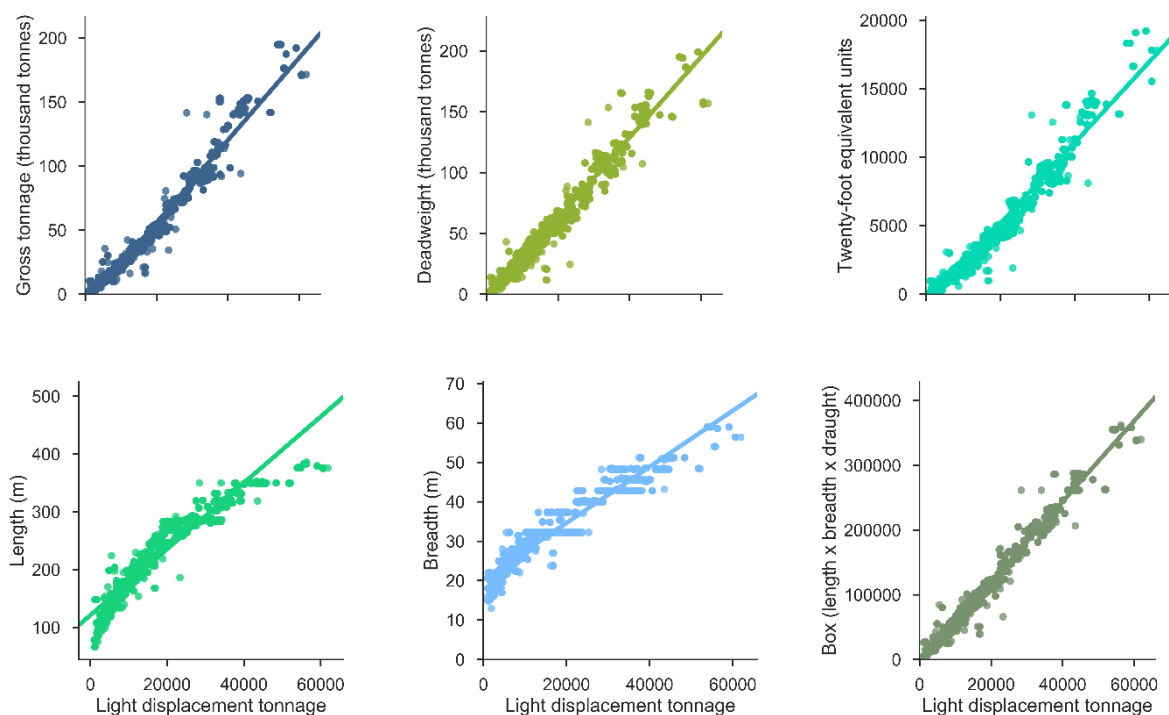 Gross tonnage (thousand tonnes)
200
150
100
50
0
Deadweight (thousand tonnes)
200
150
100
50
0
Twenty-foot equivalent units
20000
15000
10000
5000
0
Length (m)
500
400
300
200
100
0 20000 40000 60000
Light displacement tonnage
Breadth (m)
70
60
50
40
30
20
10
0
0 20000 40000 60000
Light displacement tonnage
Box (length x breadth x draught)
400000
300000
200000
100000
0
0 20000 40000 60000
Light displacement tonnage